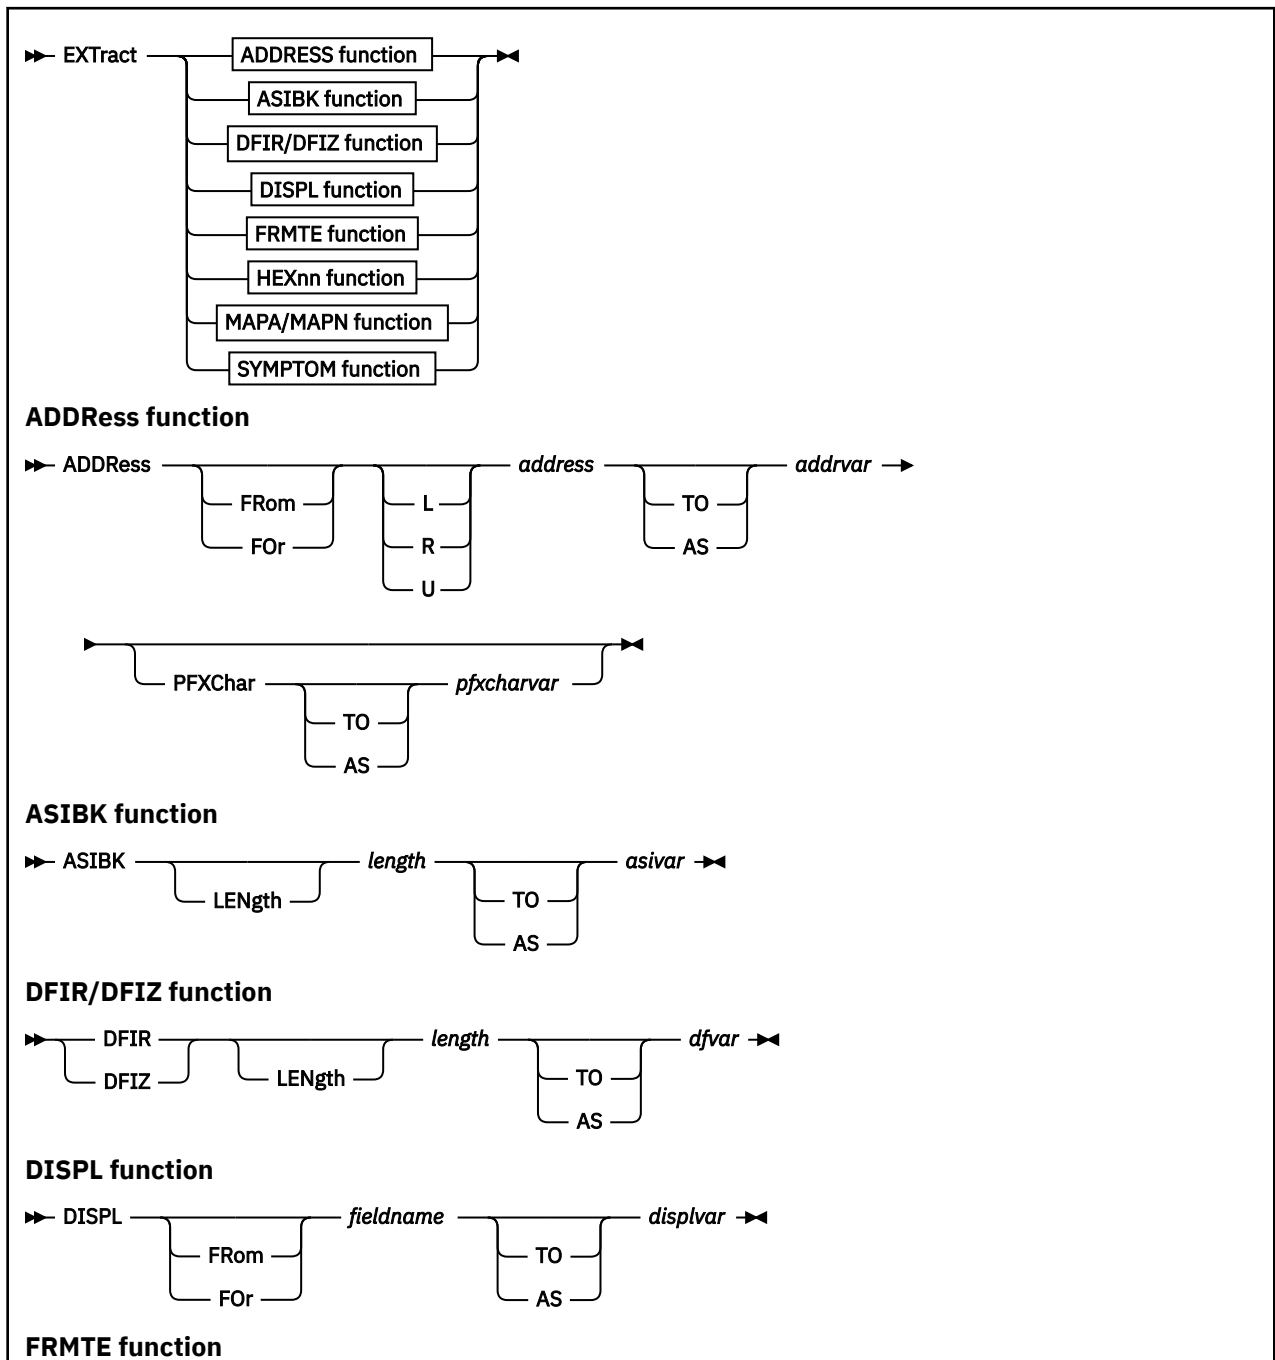 EXTract ADDRESS function
ASIBK function
DFIR/DFIZ function
DISPL function
FRMTE function
HEXnn function
MAPA/MAPN function
SYMPTOM function
ADDRess function
ADDRess address addrvar
FRom L TO
FOr R AS
U
PFXChar pfxcharvar
TO
AS
ASIBK function
ASIBK length asivar
LENgth TO
AS
DFIR/DFIZ function
DFIR length dfvar
DFIZ LENgth TO
AS
DISPL function
DISPL fieldname displvar
FRom TO
FOr AS
FRMTE function